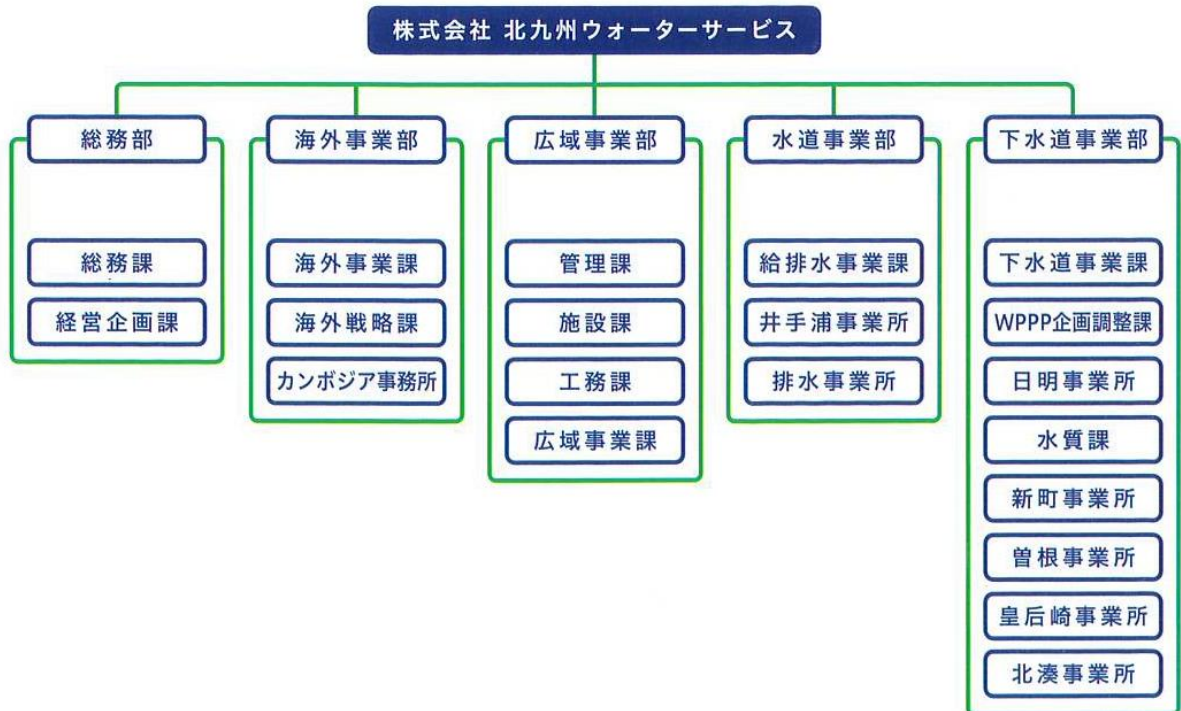 株式会社 北九州ウォーターサービス
総務部
総務課
経営企画課
海外事業部
海外事業課
海外戦略課
カンボジア事務所
広域事業部
管理課
施設課
工務課
広域事業課
水道事業部
給排水事業課
井手浦事業所
排水事業所
下水道事業部
下水道事業課
WPPP企画調整課
日明事業所
水質課
新町事業所
曽根事業所
皇后崎事業所
北湊事業所